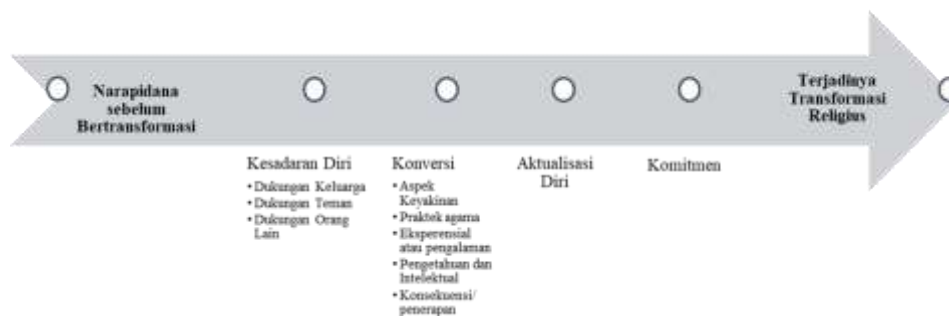 Narapidana
sebelum
Bertransformasi
Terjadinya
Transformasi
Religius
Kesadaran Diri
• Dukungan Keluarga
• Dukungan Teman
• Dukungan Orang
Lain
Konversi
• Aspek
Keyakinan
• Praktek agama
• Eksperensial
atau pengalaman
• Pengetahuan dan
Intelektual
• Konsekuensi/
penerapan
Aktualisasi
Diri
Komitmen